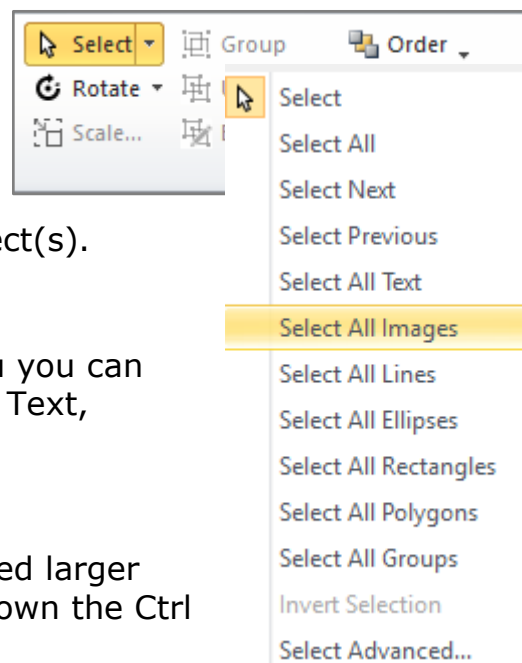 Select Group Order
Rotate
Scale...
Select
Select All
Select Next
Select Previous
Select All Text
Select All Images
Select All Lines
Select All Ellipses
Select All Rectangles
Select All Polygons
Select All Groups
Invert Selection
Select Advanced...
ect(s).
you can
Text,
ed larger
own the Ctrl